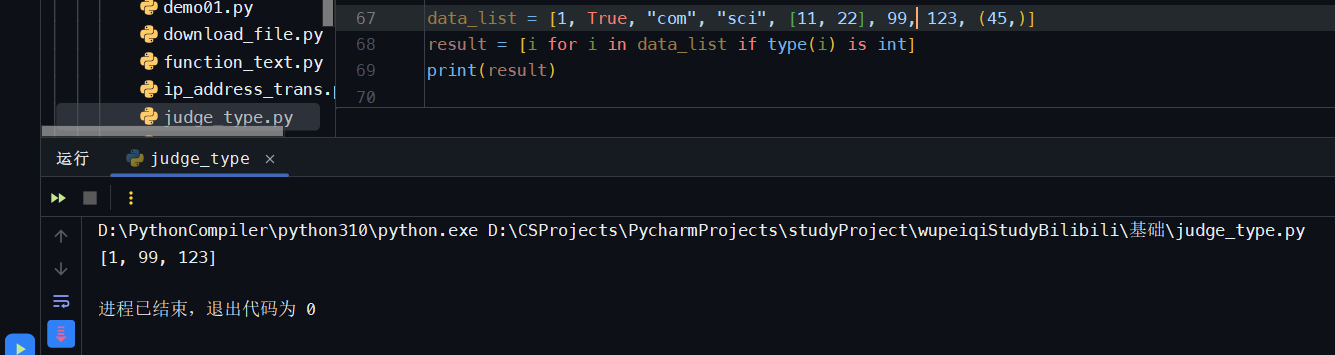 demo01.py
download_file.py
function_text.py
ip_address_trans.
judge_type.py
67 data_list = [1, True, "com", "sci", [11, 22], 99, 123, (45,)]
68 result = [i for i in data_list if type(i) is int]
69 print(result)
70
运行 judge_type ×
D:\PythonCompiler\python310\python.exe D:\CSProjects\PycharmProjects\studyProject\wupeiqiStudyBilibili\基础\judge_type.py
[1, 99, 123]
进程已结束，退出代码为 0